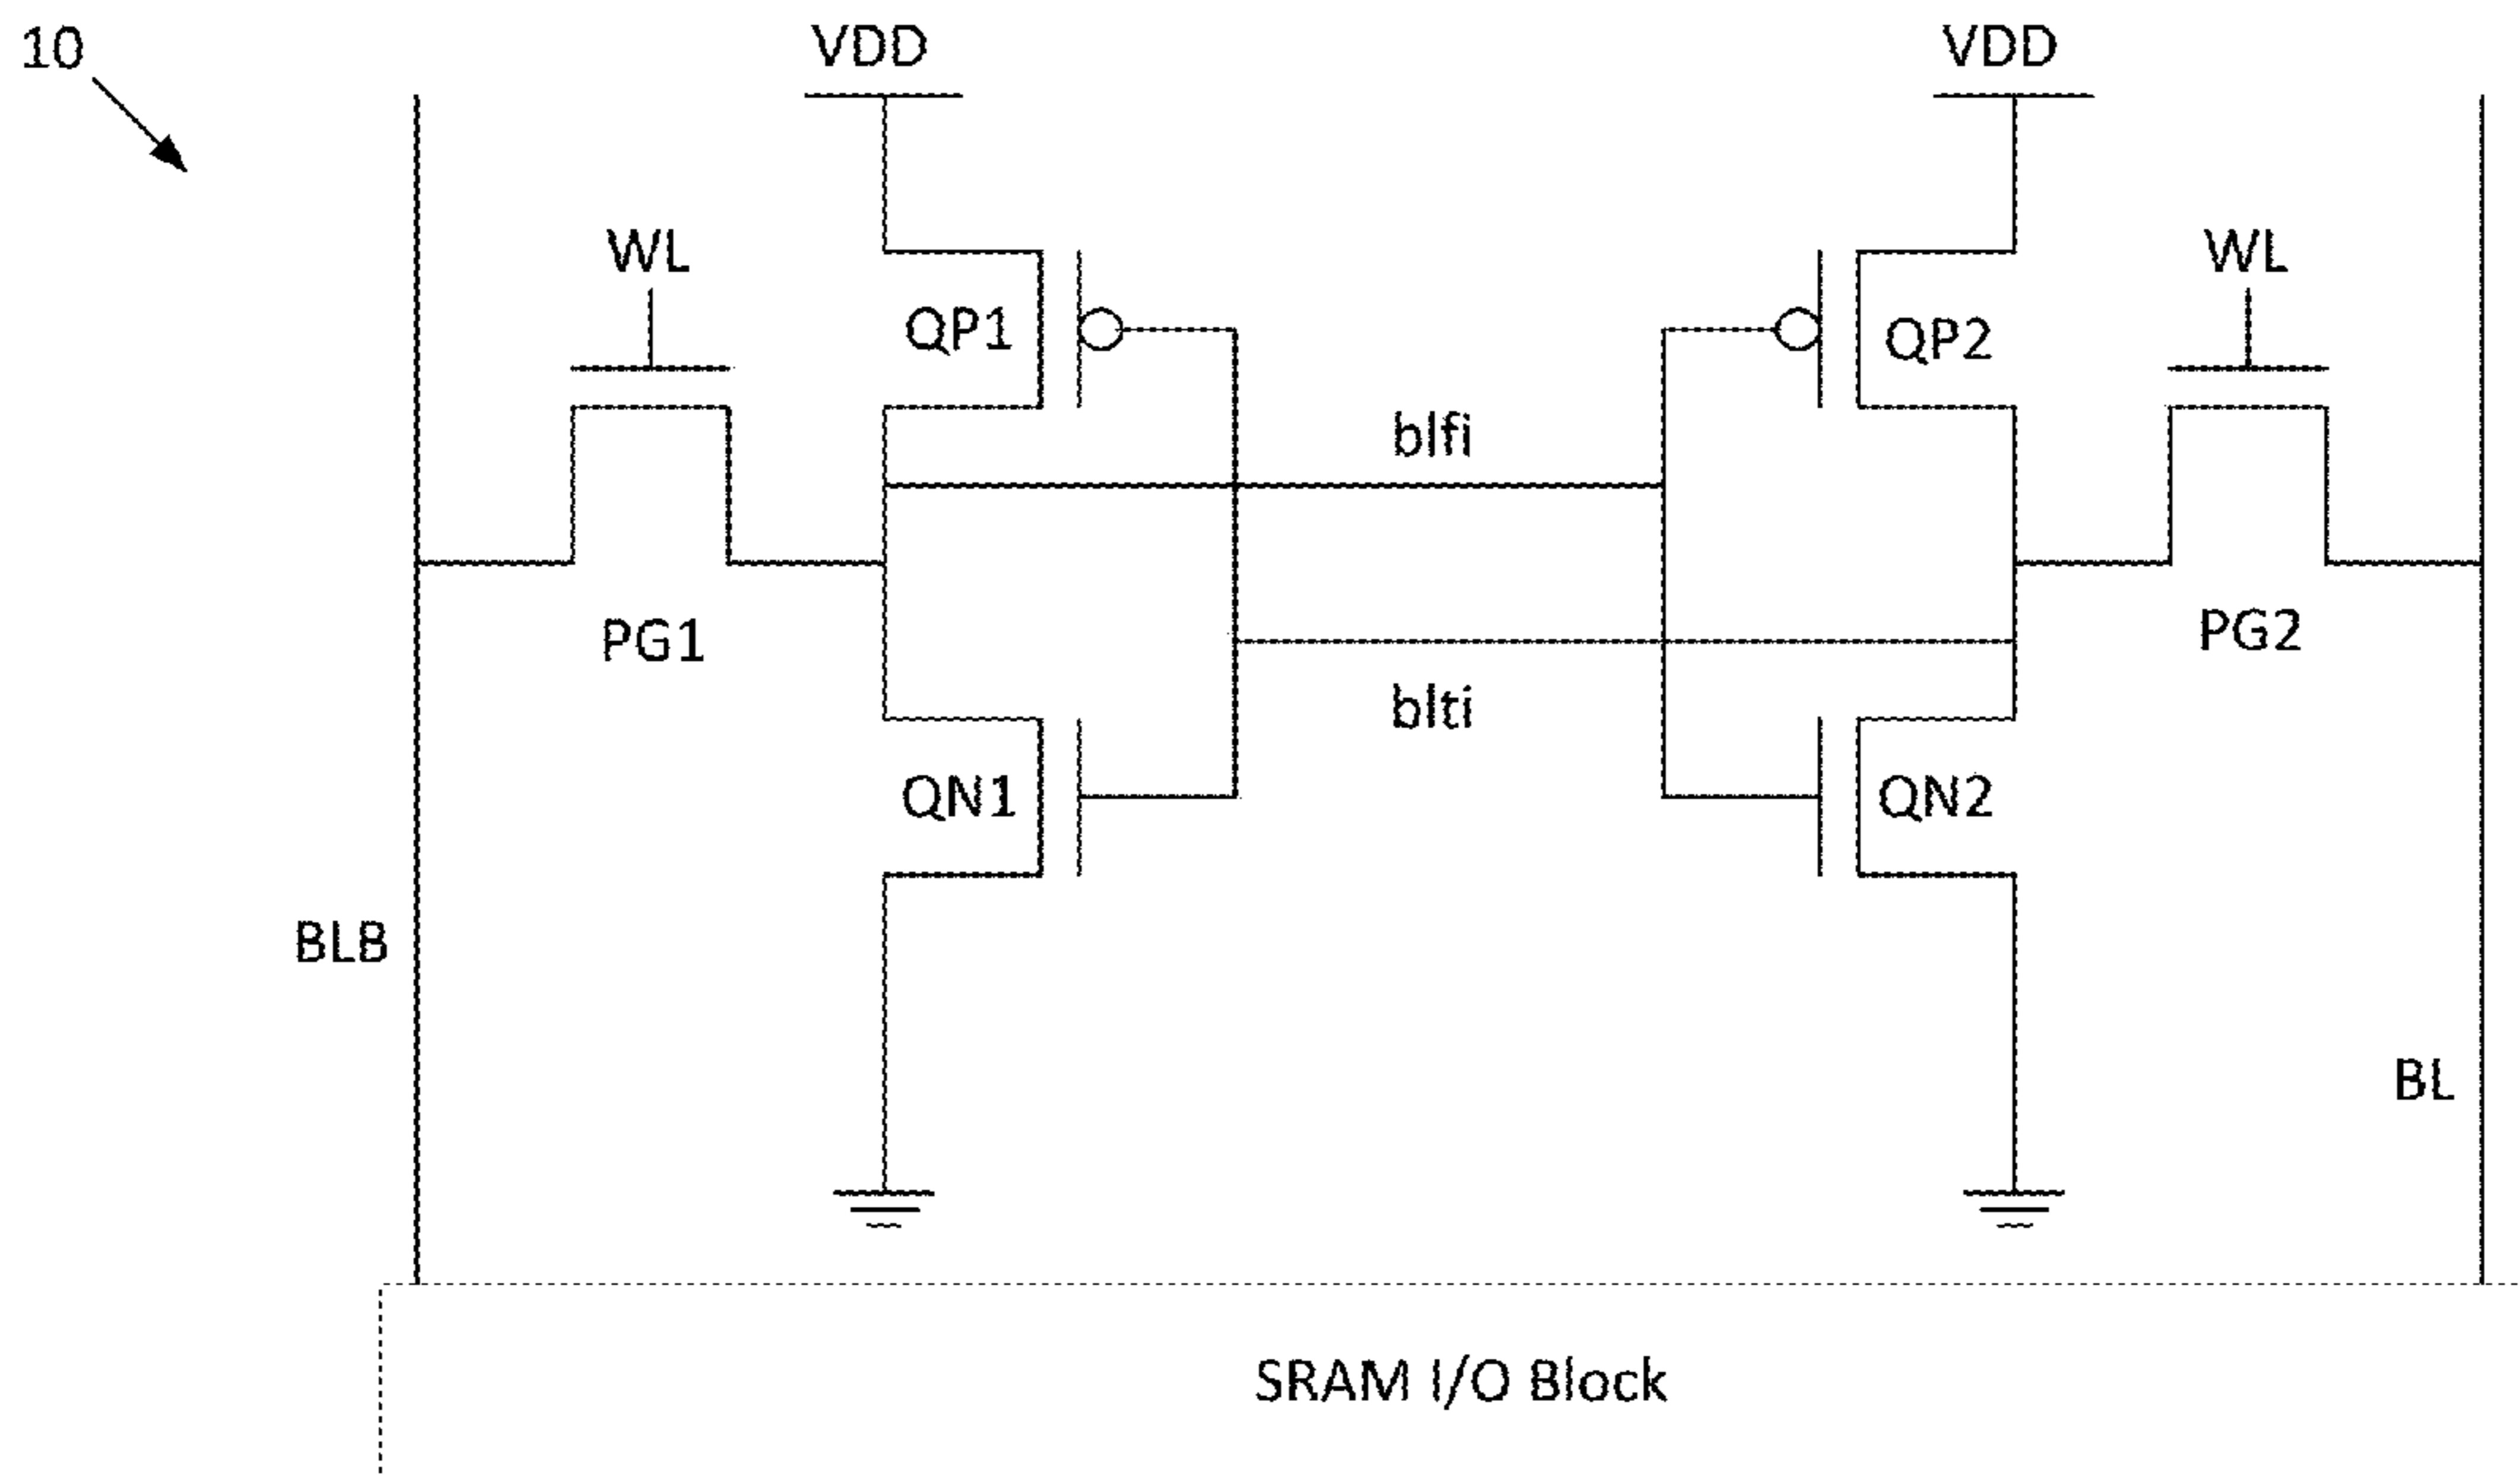 10
VDD
VDD
WL
WL
QP1
QP2
blfi
PG1
PG2
blti
QN1
QN2
BLB
BL
SRAM I/O Block